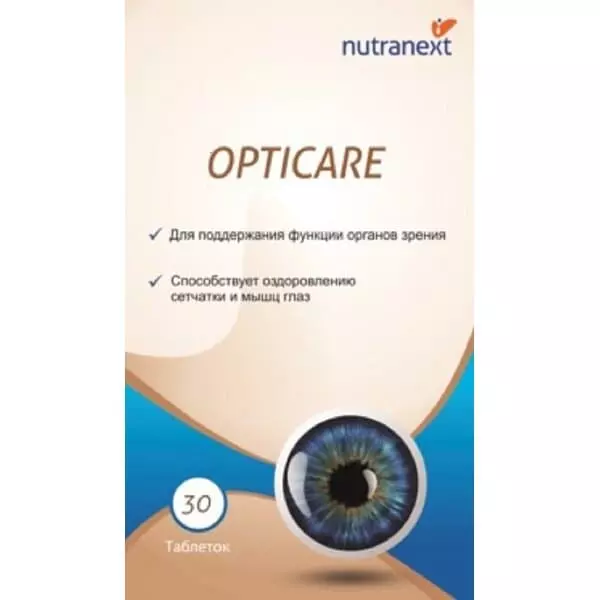 nutranext
OPTICARE
Для поддержания функции органов зрения
Способствует оздоровлению
сетчатки и мышц глаз
30
Таблеток